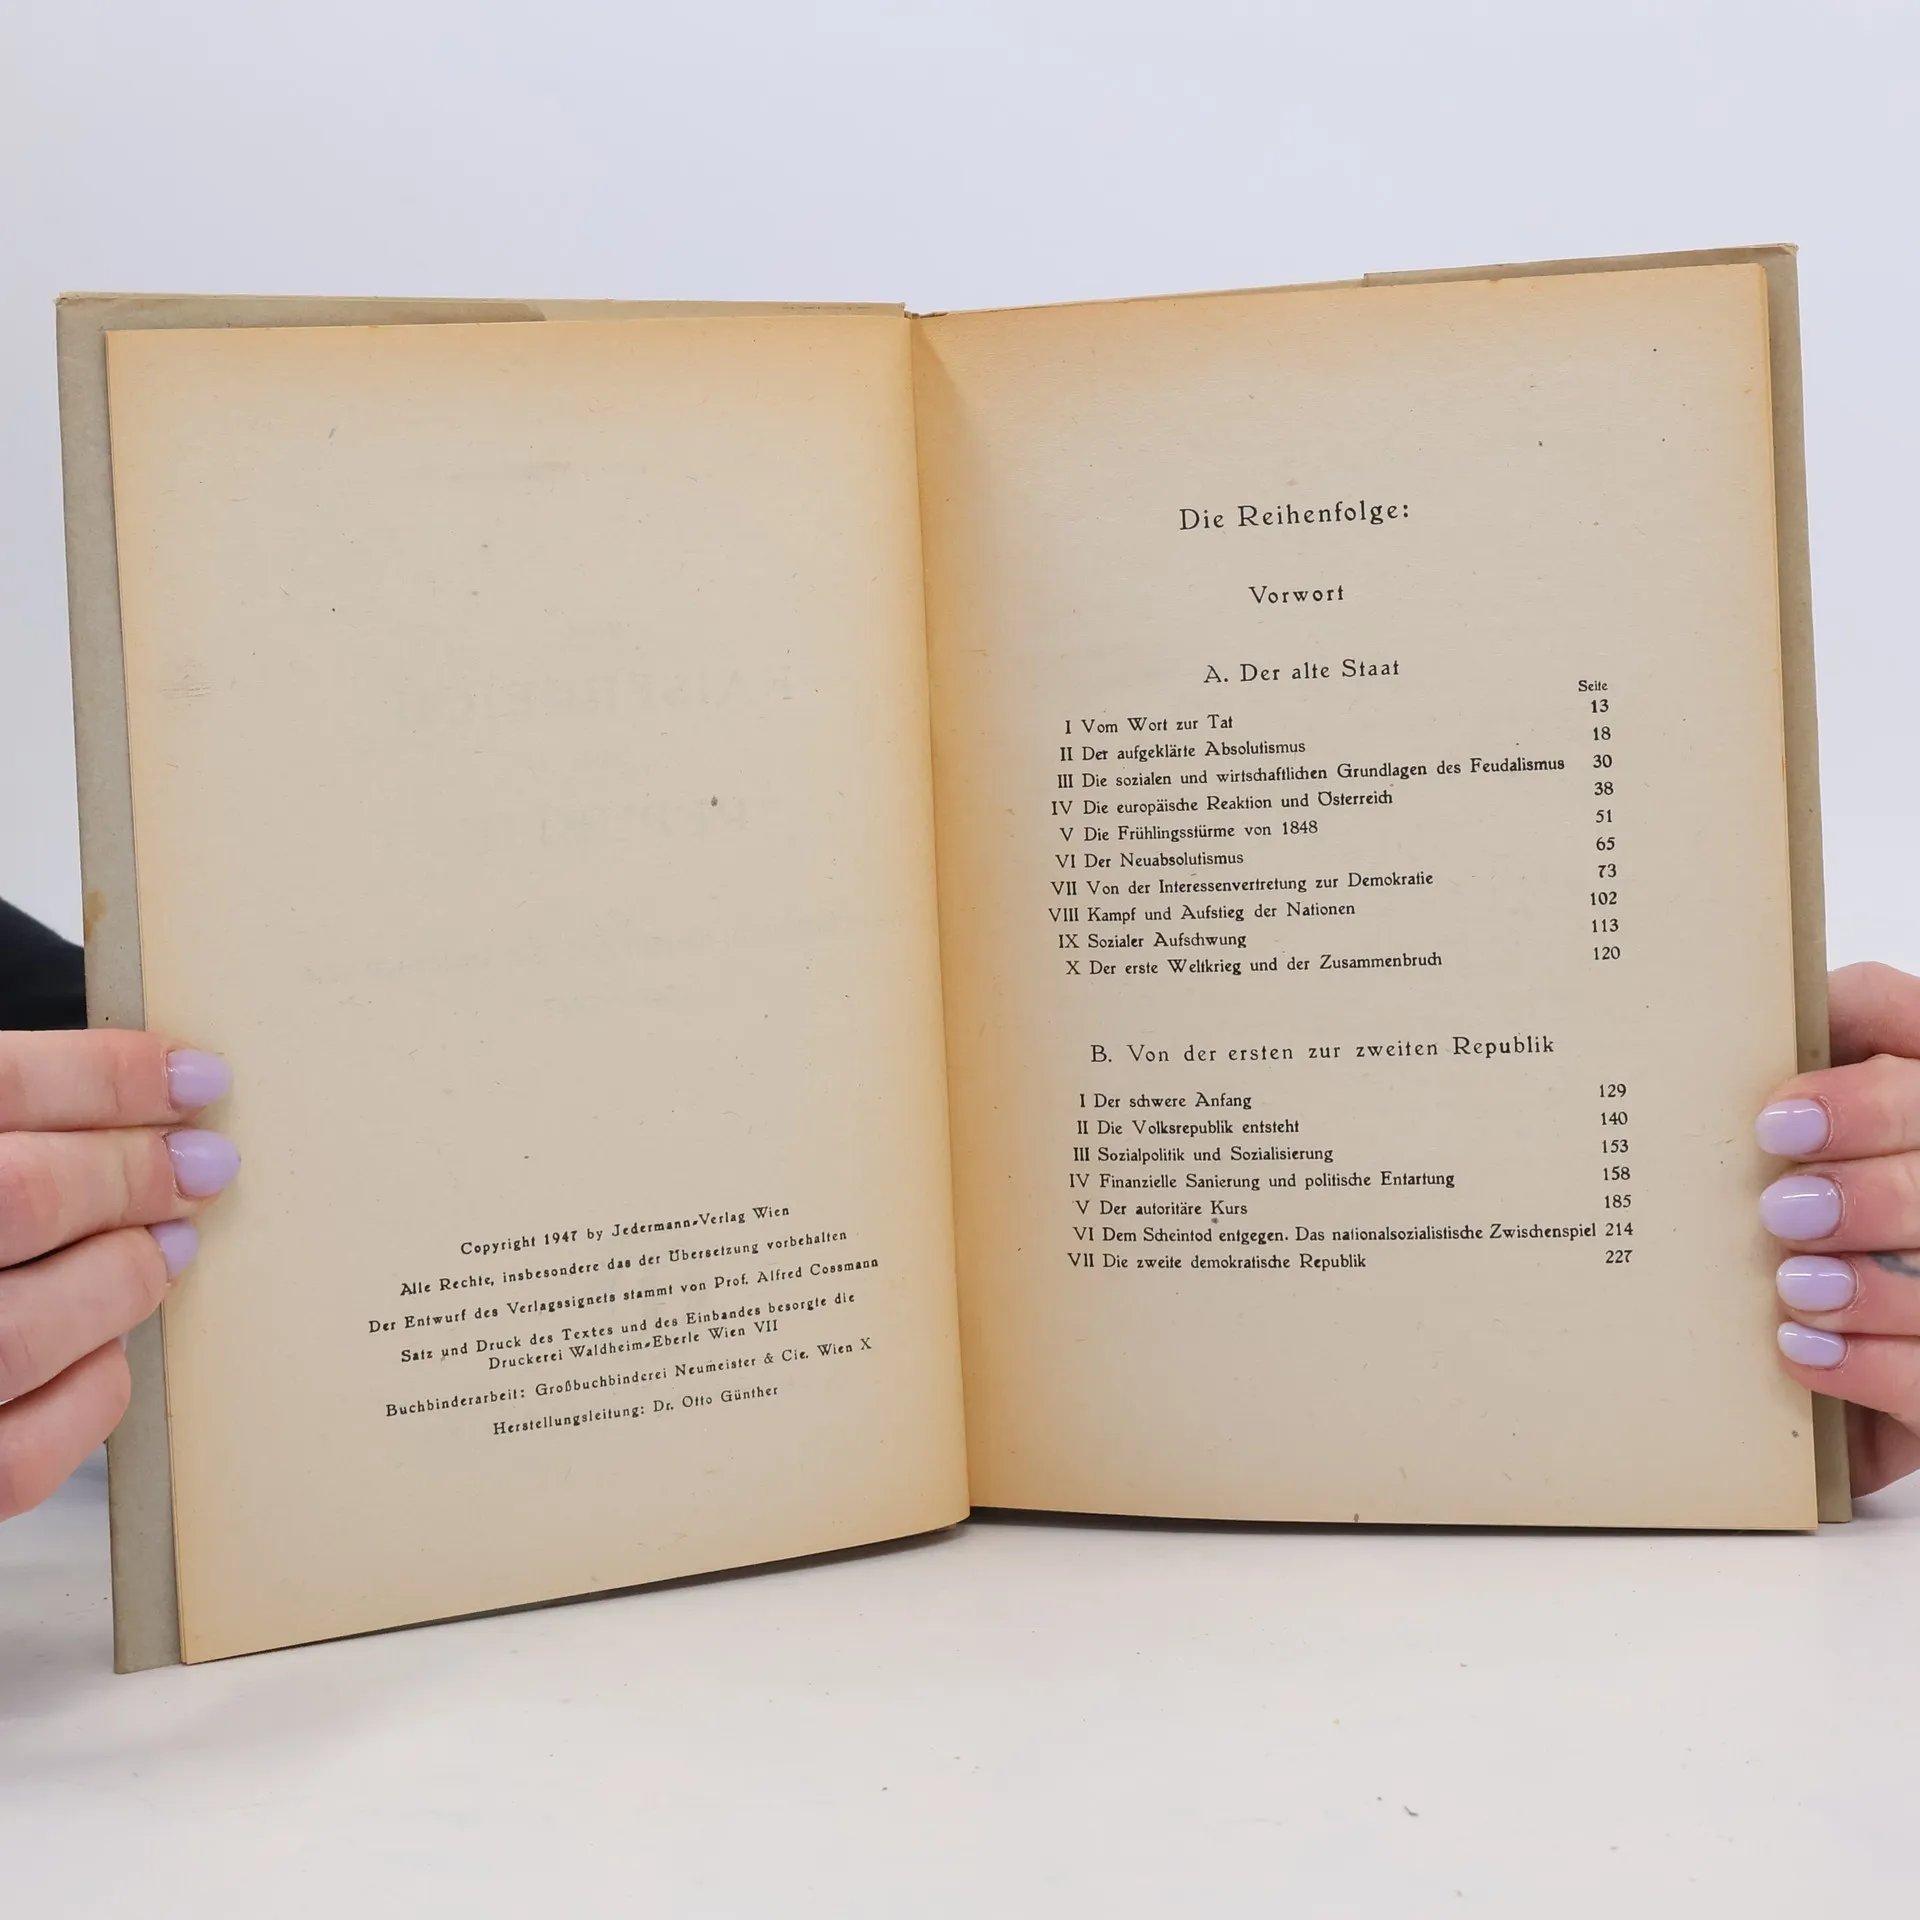 Copyright 1947 by Jedermann-Verlag Wien
Alle Rechte, insbesondere das der Übersetzung vorbehalten
Der Entwurf des Verlagssignets stammt von Prof. Alfred Cossmann
Satz und Druck des Textes und des Einbandes besorgte die
Druckerei Waldheim-Eberle Wien VII
Buchbinderarbeit: Großbuchbinderei Neumeister & Cie. Wien X
Herstellungsleitung: Dr. Otto Günther
Die Reihenfolge:
Vorwort
A. Der alte Staat
Seite
I Vom Wort zur Tat 13
II Der aufgeklärte Absolutismus 18
III Die sozialen und wirtschaftlichen Grundlagen des Feudalismus 30
IV Die europäische Reaktion und Österreich 38
V Die Frühlingsstürme von 1848 51
VI Der Neuabsolutismus 65
VII Von der Interessenvertretung zur Demokratie 73
VIII Kampf und Aufstieg der Nationen 102
IX Sozialer Aufschwung 113
X Der erste Weltkrieg und der Zusammenbruch 120
B. Von der ersten zur zweiten Republik
I Der schwere Anfang 129
II Die Volksrepublik entsteht 140
III Sozialpolitik und Sozialisierung 153
IV Finanzielle Sanierung und politische Entartung 158
V Der autoritäre Kurs 185
VI Dem Scheintod entgegen. Das nationalsozialistische Zwischenspiel 214
VII Die zweite demokratische Republik 227